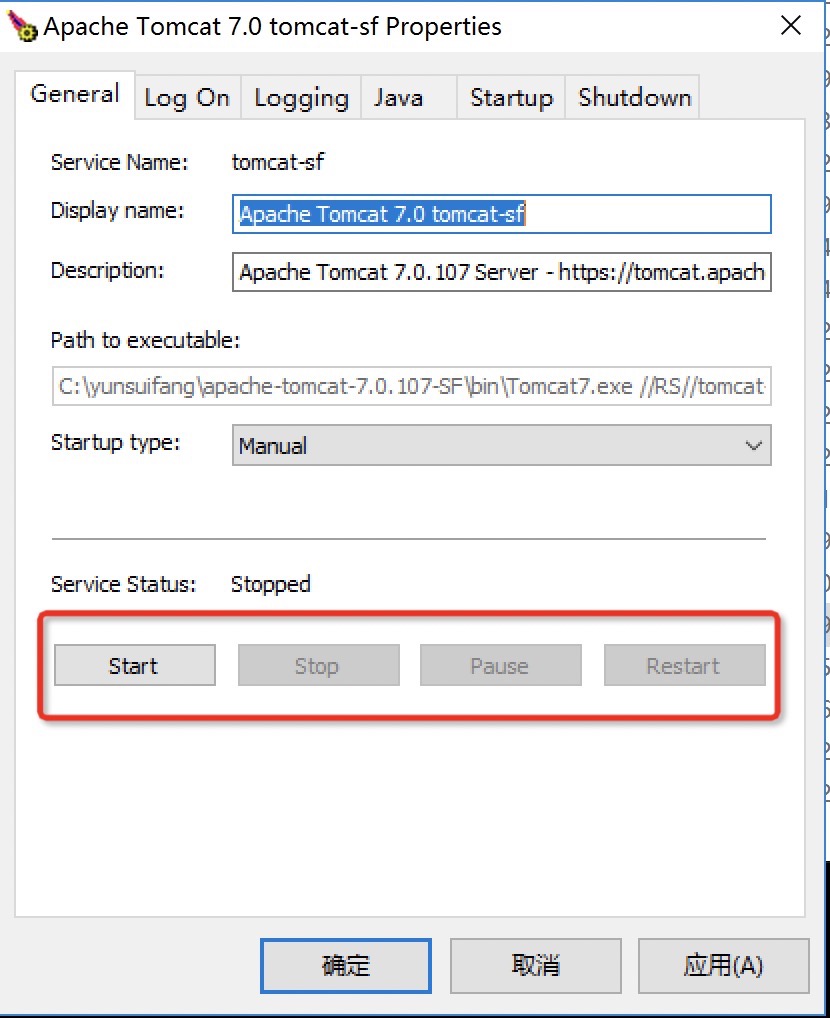 Apache Tomcat 7.0 tomcat-sf Properties
General Log On Logging Java Startup Shutdown
Service Name: tomcat-sf
Display name: Apache Tomcat 7.0 tomcat-sf
Description: Apache Tomcat 7.0.107 Server - https://tomcat.apach
Path to executable:
C:\yunsuifang\apache-tomcat-7.0.107-SF\bin\Tomcat7.exe //RS//tomcat-
Startup type: Manual
Service Status: Stopped
Start Stop Pause Restart
确定 取消 应用(A)